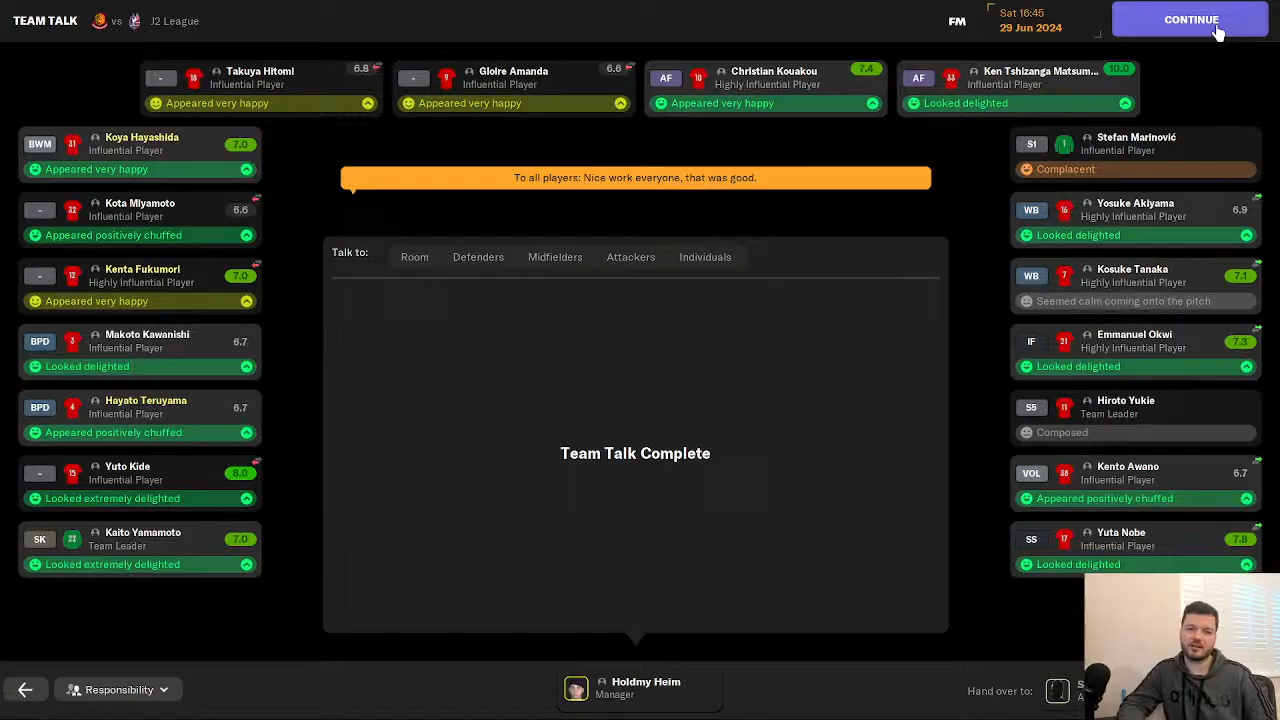 TEAM TALK
vs
J2 League
FM
Sat 16:45
29 Jun 2024
CONTINUE
- 18 Takuya Hitomi 6.8
Influential Player
Appeared very happy
- 9 Gloire Amanda 6.6
Influential Player
Appeared very happy
AF 10 Christian Kouakou 7.4
Highly Influential Player
Appeared very happy
AF Ken Tshizanga Matsum... 10.0
Influential Player
Looked delighted
BWM 31 Koya Hayashida 7.0
Influential Player
Appeared very happy
- 32 Kota Miyamoto 6.6
Influential Player
Appeared positively chuffed
- 12 Kenta Fukumori 7.0
Highly Influential Player
Appeared very happy
BPD 3 Makoto Kawanishi 6.7
Influential Player
Looked delighted
BPD 4 Hayato Teruyama 6.7
Influential Player
Appeared positively chuffed
- 15 Yuto Kide 8.0
Influential Player
Looked extremely delighted
SK 22 Kaito Yamamoto 7.0
Team Leader
Looked extremely delighted
To all players: Nice work everyone, that was good.
Talk to:
Room
Defenders
Midfielders
Attackers
Individuals
Team Talk Complete
S1 1 Stefan Marinović
Influential Player
Complacent
WB 16 Yosuke Akiyama 6.9
Highly Influential Player
Looked delighted
WB 7 Kosuke Tanaka 7.1
Highly Influential Player
Seemed calm coming onto the pitch
IF 21 Emmanuel Okwi 7.3
Highly Influential Player
Looked delighted
S5 11 Hiroto Yukie
Team Leader
Composed
VOL 38 Kento Awano 6.7
Influential Player
Appeared positively chuffed
SS 17 Yuta Nobe 7.8
Influential Player
Looked delighted
Responsibility
Holdmy Heim
Manager
Hand over to: